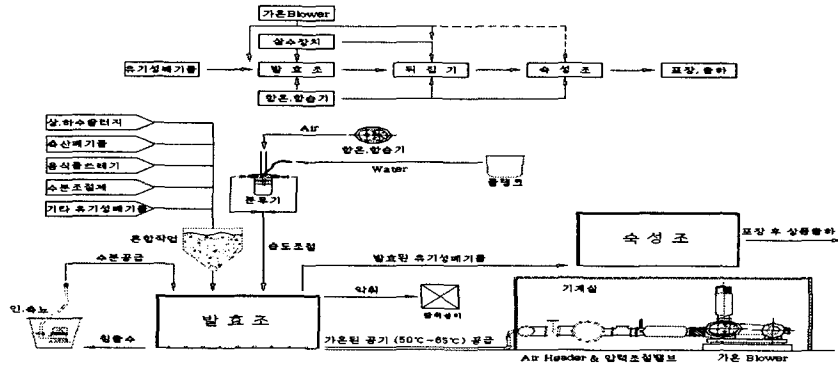 가온Blower
살수장치
유기성폐기물
발 효 조
뒤 집 기
숙 성 조
포장,출하
항온.항습기
상.하수슬러지
축산폐기물
음식물쓰레기
수분조절제
기타 유기성폐기물
혼합작업
Air
항온.항습기
Water
물탱크
분무기
습도조절
수분공급
인.축뇨
침출수
발 효 조
발효된 유기성폐기물
악취
탈취설비
가온된 공기 (50℃~65℃) 공급
숙 성 조
포장 후 상품출하
기계실
Air Header & 압력조절밸브
가온 Blower